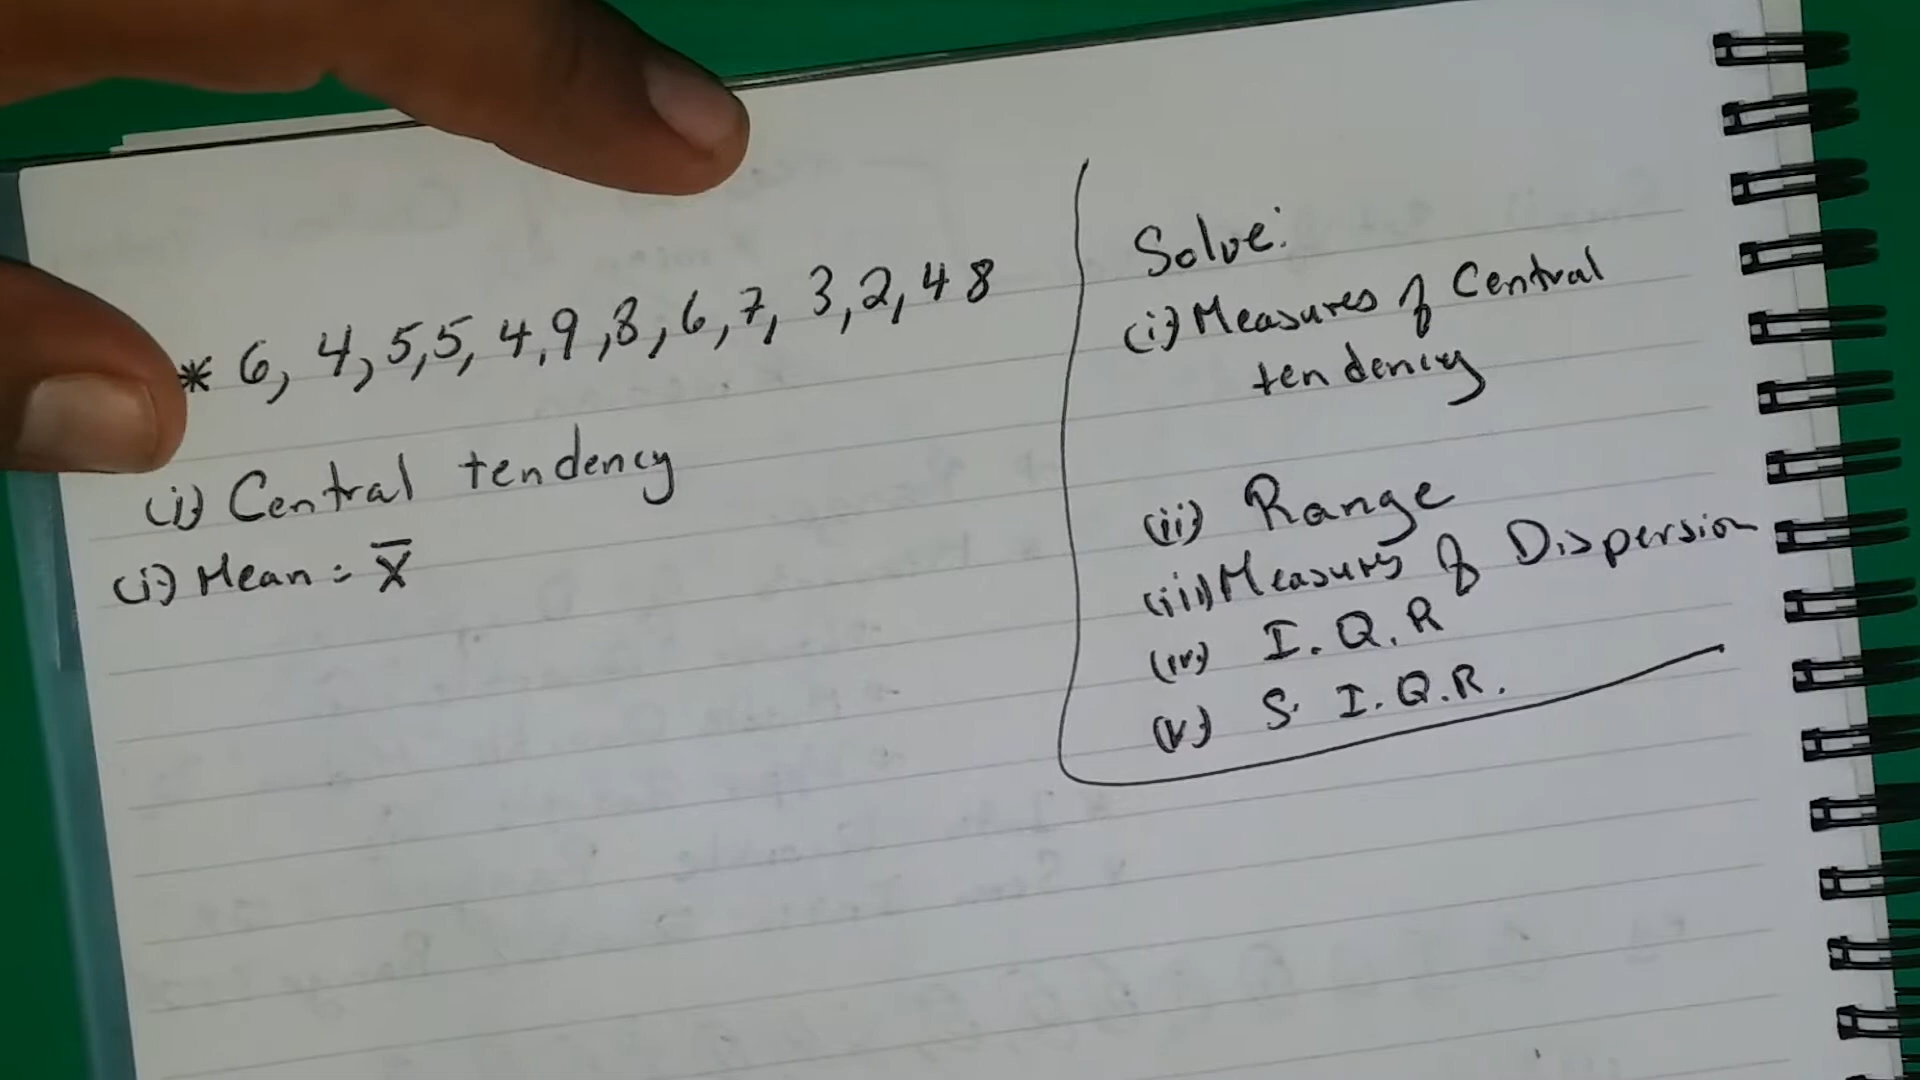 * 6, 4, 5, 5, 4, 9, 8, 6, 7, 3, 2, 4 8
(i) Central tendency
(i) Mean = x̅
Solve:
(i) Measures of Central
tendency
(ii) Range
(iii) Measures of Dispersion
(iv) I.Q.R
(v) S. I.Q.R.